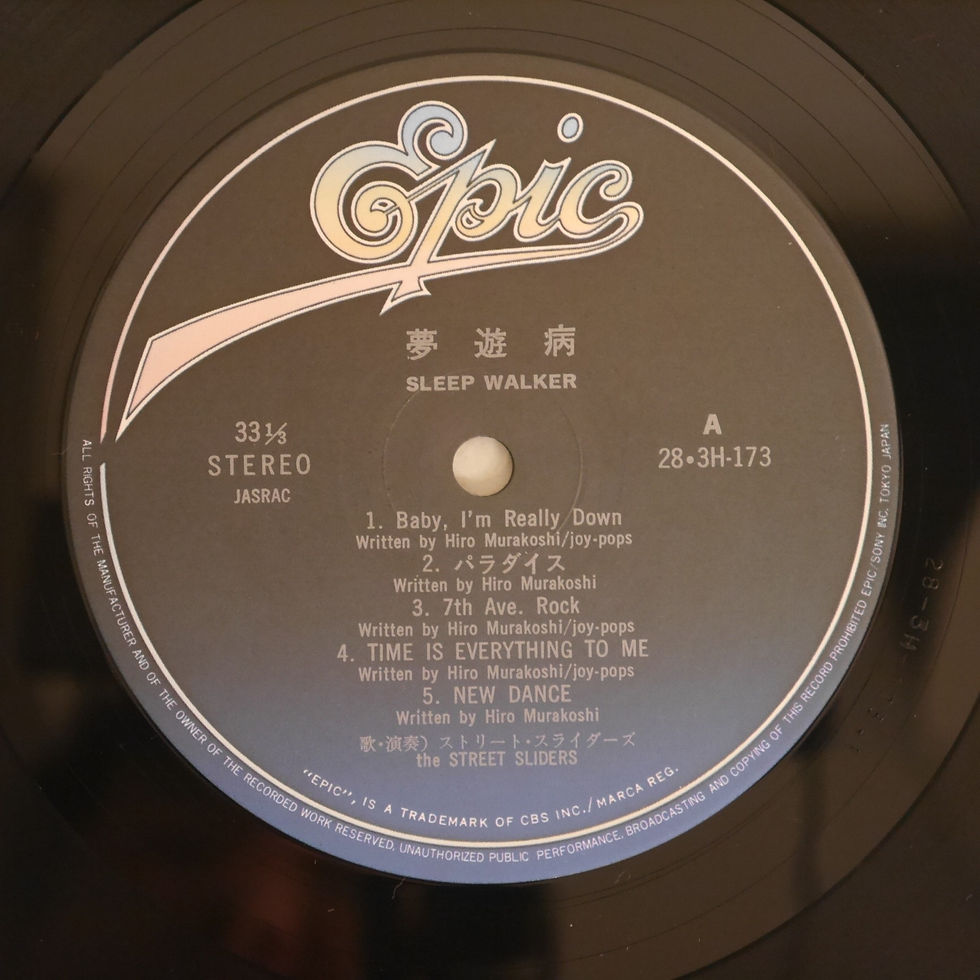 Epic
夢遊病
SLEEP WALKER
33⅓
STEREO
JASRAC
A
28•3H-173
1. Baby, I'm Really Down
Written by Hiro Murakoshi/joy-pops
2. パラダイス
Written by Hiro Murakoshi
3. 7th Ave. Rock
Written by Hiro Murakoshi/joy-pops
4. TIME IS EVERYTHING TO ME
Written by Hiro Murakoshi/joy-pops
5. NEW DANCE
Written by Hiro Murakoshi
歌・演奏）ストリート・スライダーズ
the STREET SLIDERS
"EPIC", IS A TRADEMARK OF CBS INC./MARCA REG.
ALL RIGHTS OF THE MANUFACTURER AND OF THE OWNER OF THE RECORDED WORK RESERVED. UNAUTHORIZED PUBLIC PERFORMANCE, BROADCASTING AND COPYING OF THIS RECORD PROHIBITED EPIC/SONY INC. TOKYO JAPAN
28-3H